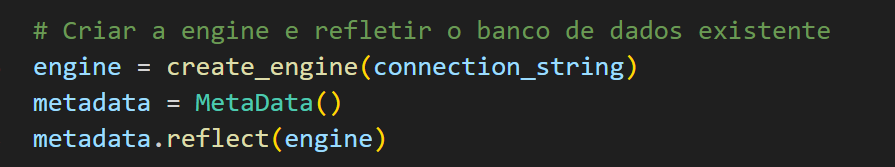 # Criar a engine e refletir o banco de dados existente
engine = create_engine(connection_string)
metadata = MetaData()
metadata.reflect(engine)